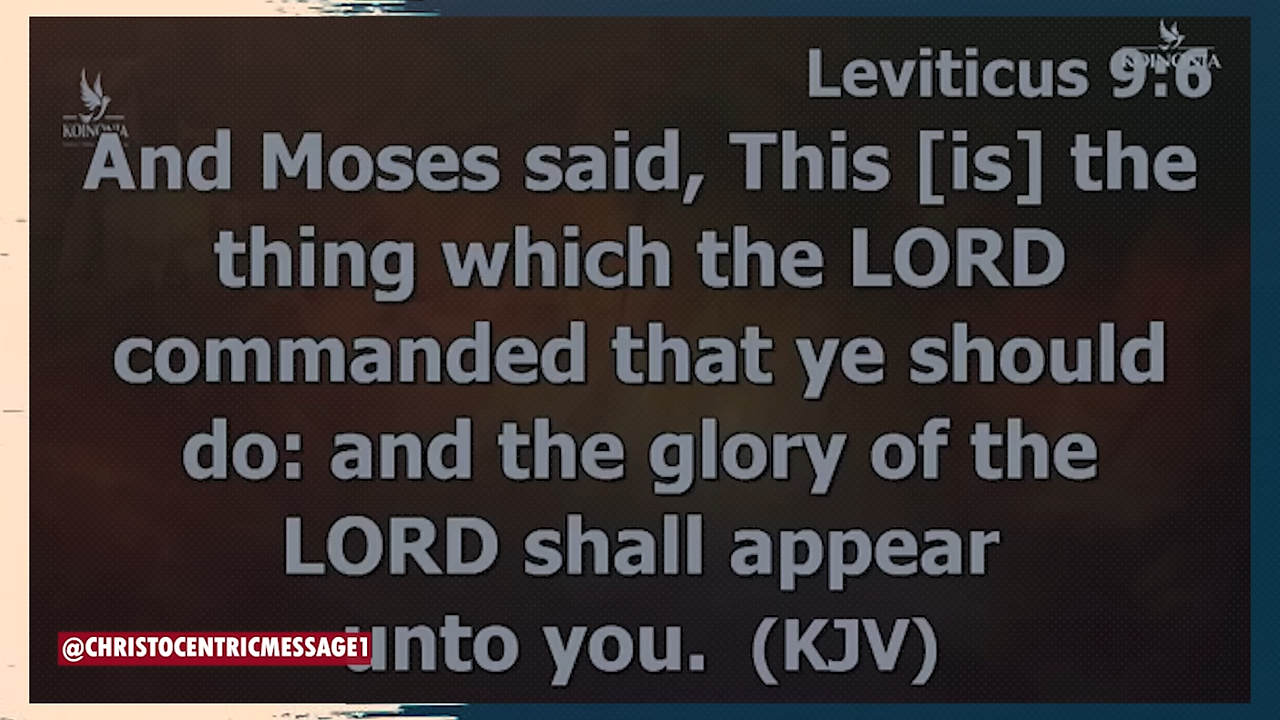 Leviticus 9:6
KOINONIA
KOINONIA
And Moses said, This [is] the
thing which the LORD
commanded that ye should
do: and the glory of the
LORD shall appear
unto you. (KJV)
@CHRISTOCENTRICMESSAGE1